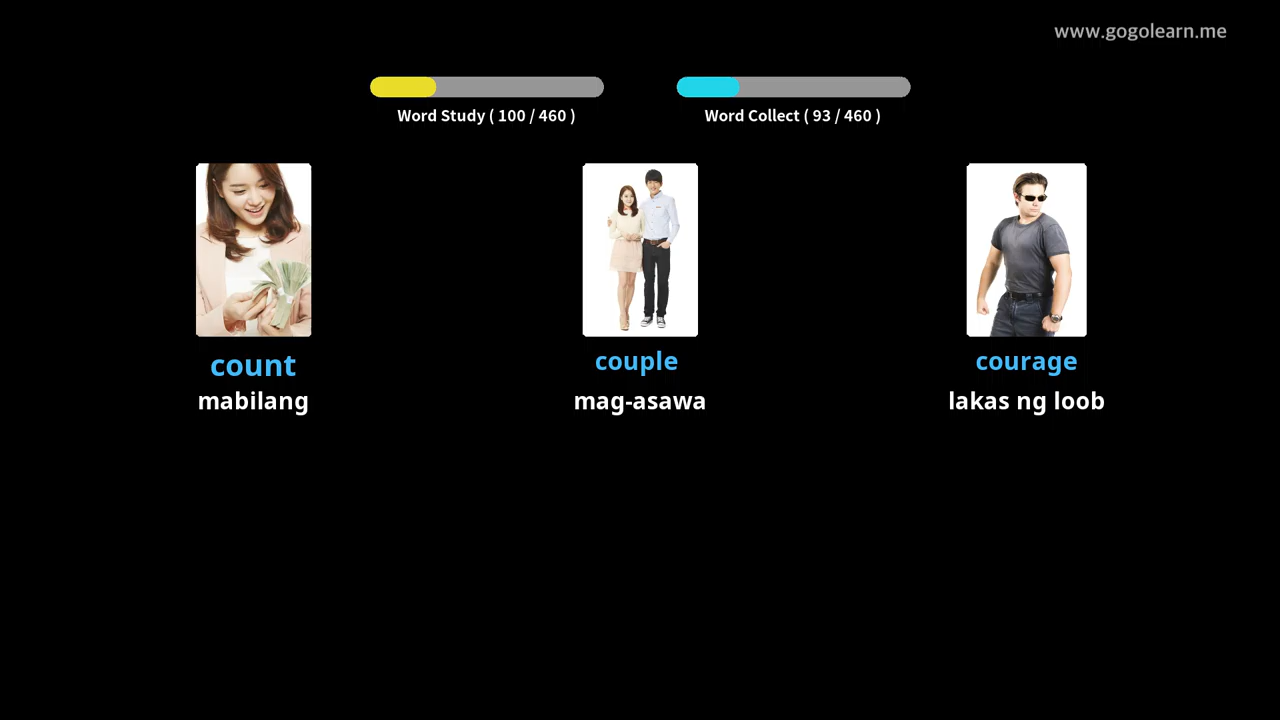 www.gogolearn.me
Word Study ( 100 / 460 )
Word Collect ( 93 / 460 )
count
couple
courage
mabilang
mag-asawa
lakas ng loob